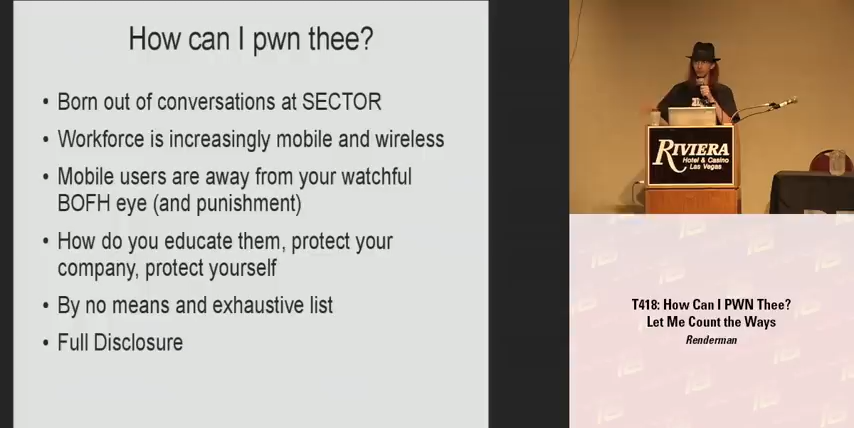 How can I pwn thee?
• Born out of conversations at SECTOR
• Workforce is increasingly mobile and wireless
• Mobile users are away from your watchful
BOFH eye (and punishment)
• How do you educate them, protect your
company, protect yourself
• By no means and exhaustive list
• Full Disclosure
RIVIERA
Hotel & Casino
Las Vegas
T418: How Can I PWN Thee?
Let Me Count the Ways
Renderman